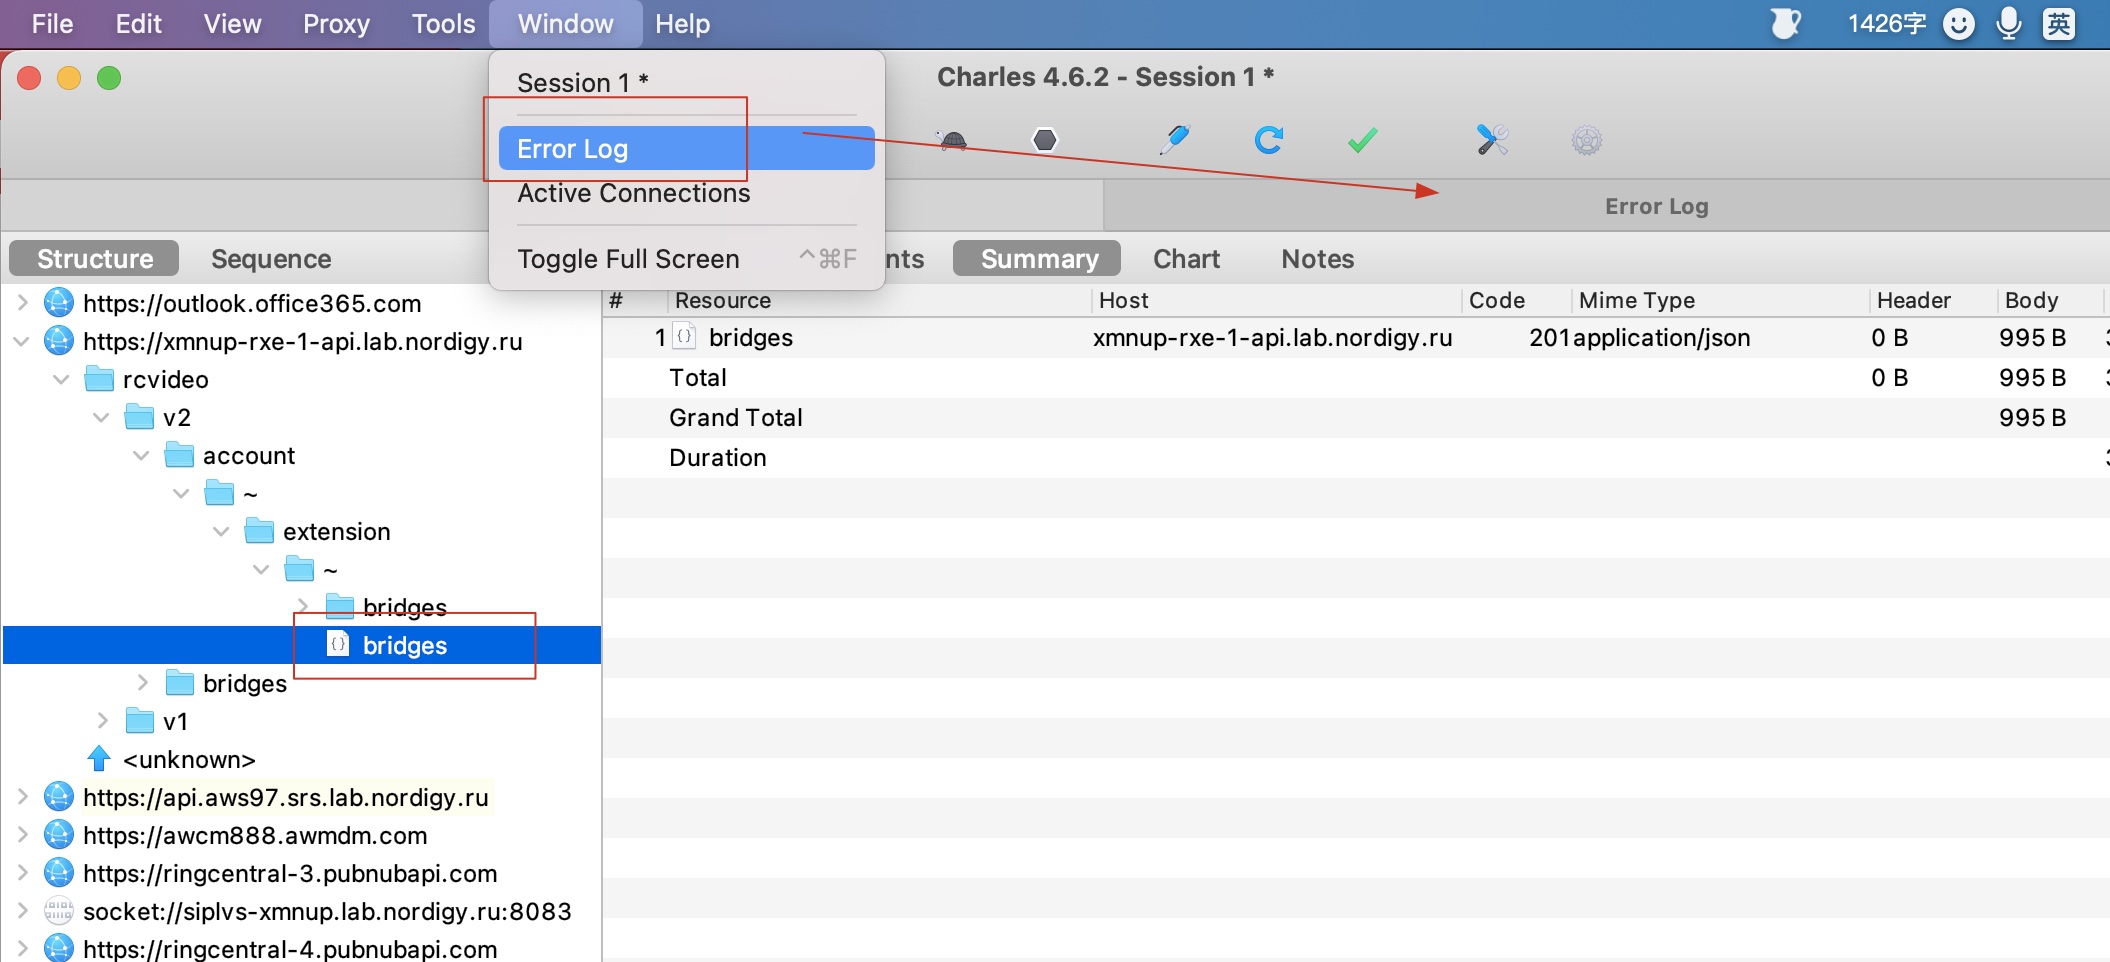 File Edit View Proxy Tools Window Help 1426字 英
Session 1 *
Error Log
Active Connections
Toggle Full Screen ^⌘F
Charles 4.6.2 - Session 1 *
Error Log
Structure Sequence
nts Summary Chart Notes
https://outlook.office365.com
https://xmnup-rxe-1-api.lab.nordigy.ru
rcvideo
v2
account
~
extension
~
bridges
{} bridges
bridges
v1
<unknown>
https://api.aws97.srs.lab.nordigy.ru
https://awcm888.awmdm.com
https://ringcentral-3.pubnubapi.com
socket://siplvs-xmnup.lab.nordigy.ru:8083
https://ringcentral-4.pubnubapi.com
# Resource Host Code Mime Type Header Body
1 {} bridges xmnup-rxe-1-api.lab.nordigy.ru 201 application/json 0 B 995 B
Total 0 B 995 B
Grand Total 995 B
Duration